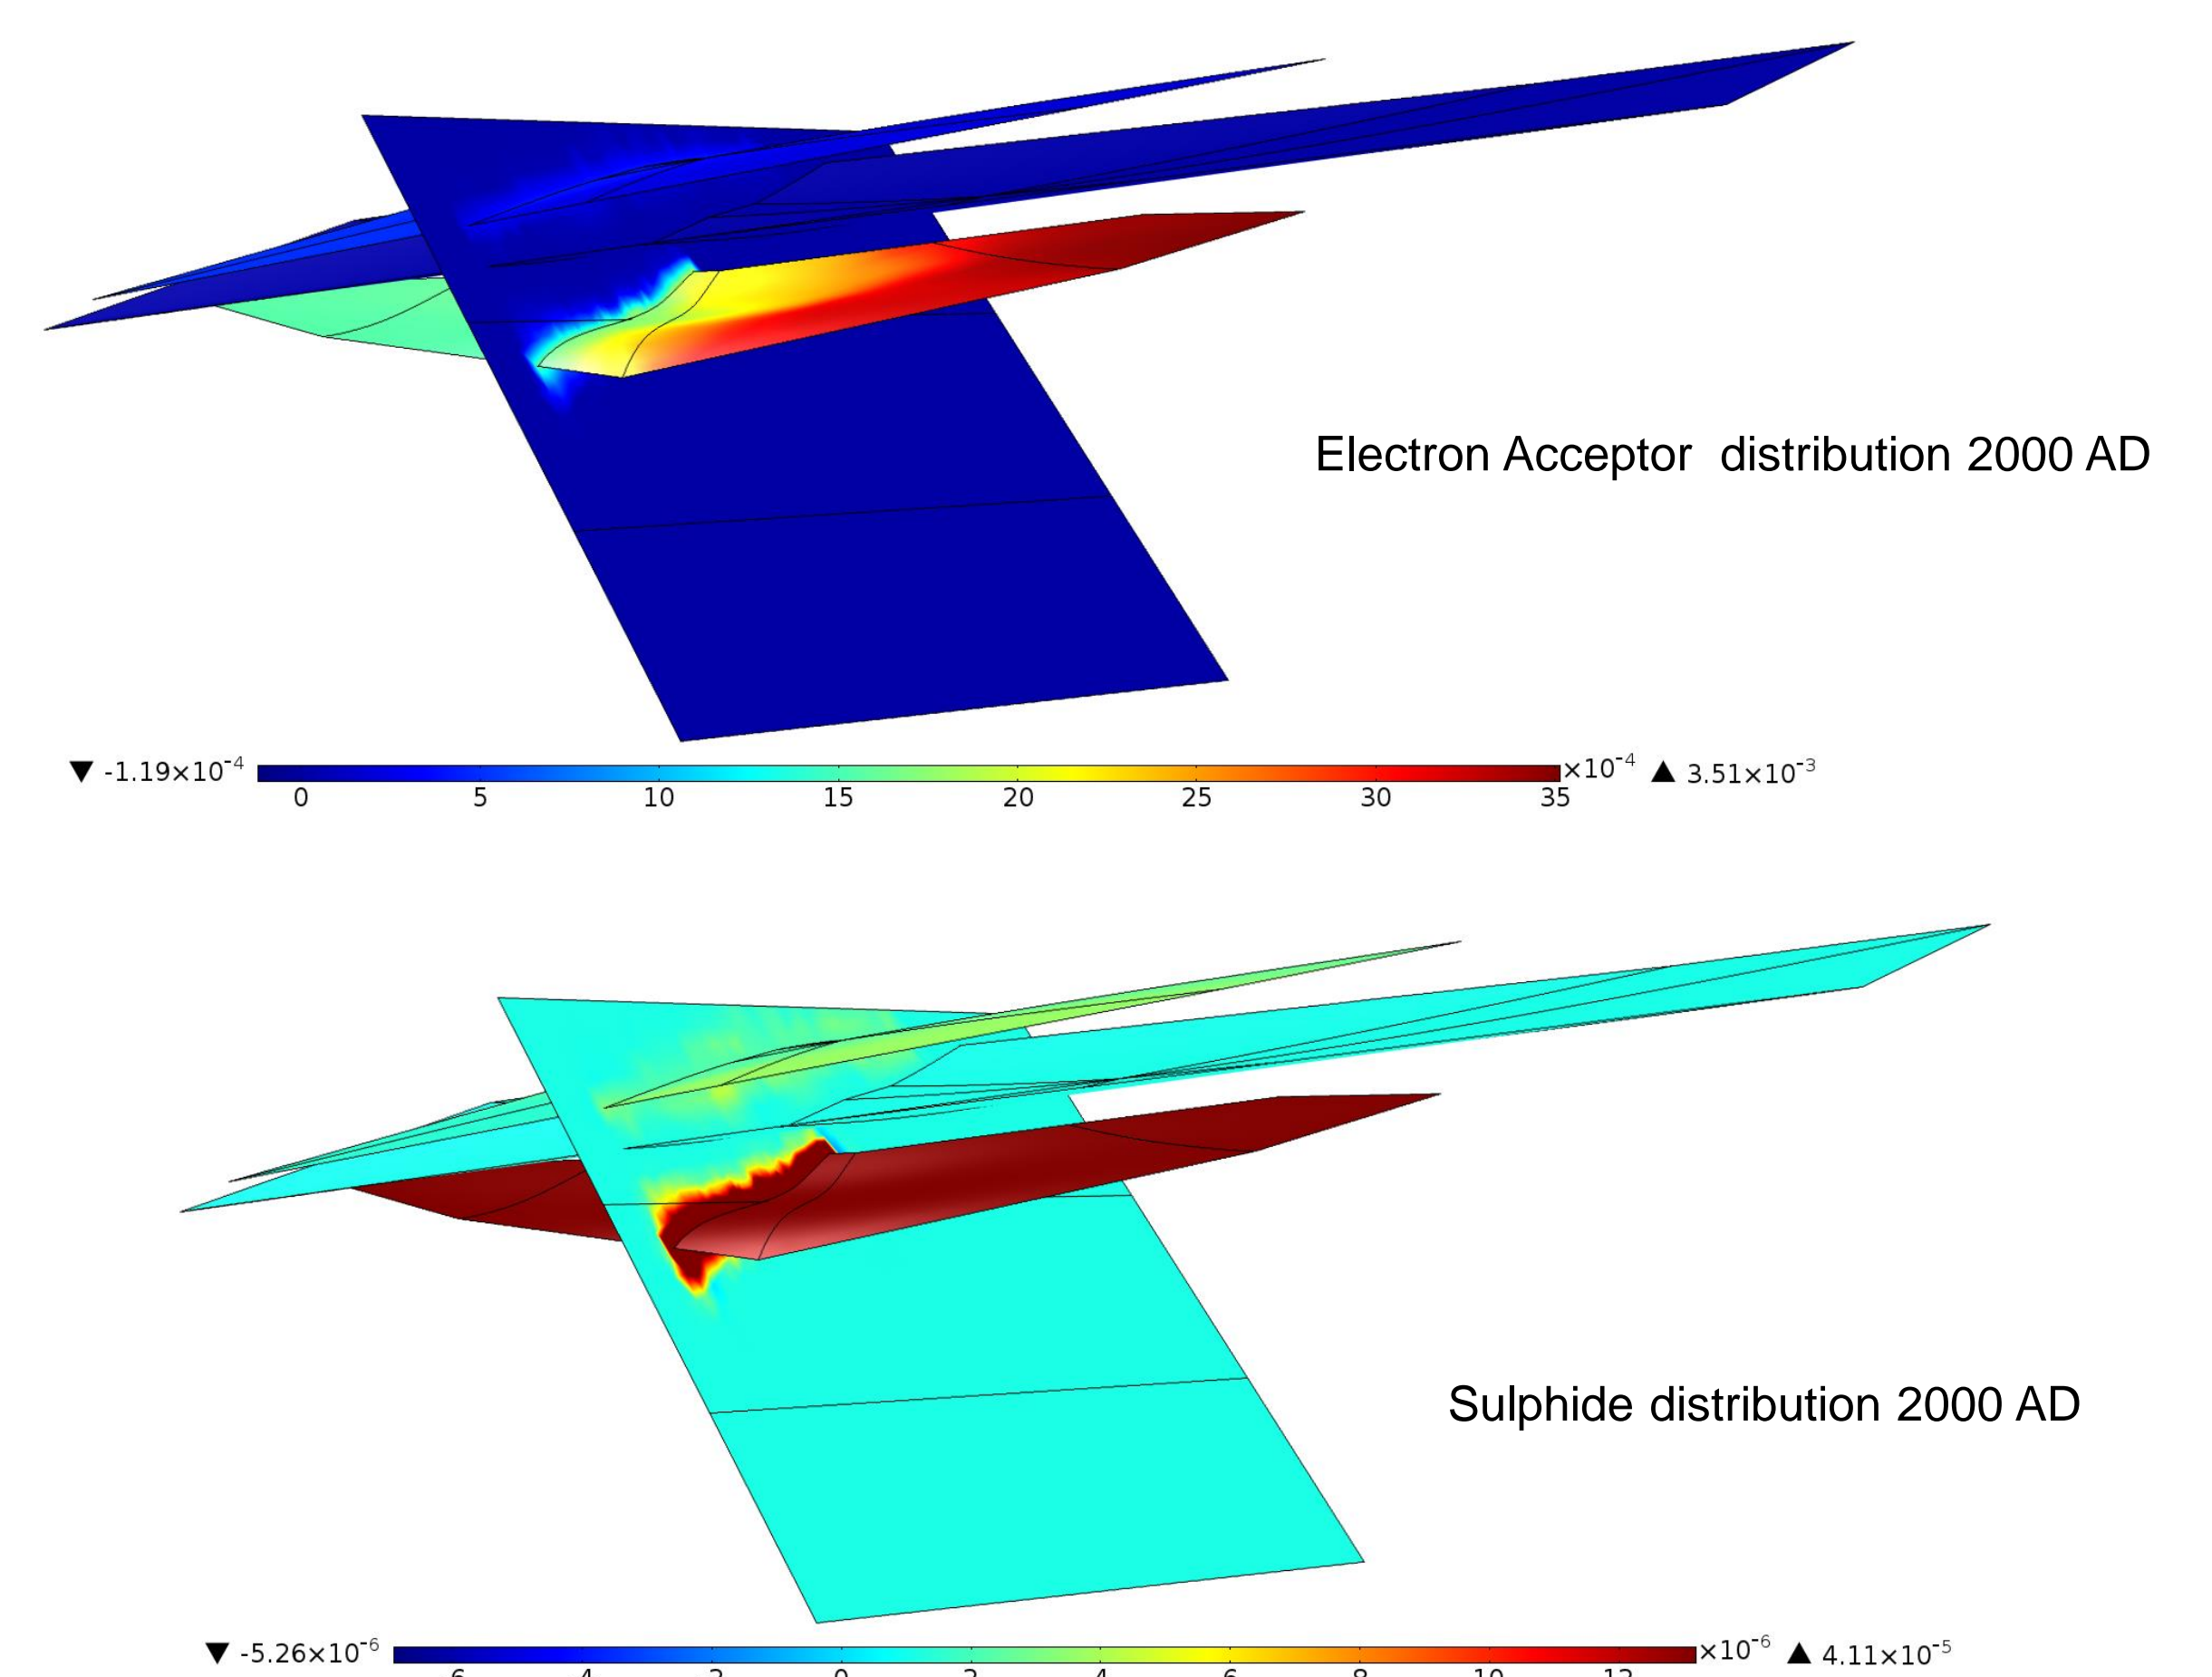 Electron Acceptor distribution 2000 AD
▼ -1.19×10⁻⁴ ×10⁻⁴ ▲ 3.51×10⁻³
0 5 10 15 20 25 30 35
Sulphide distribution 2000 AD
▼ -5.26×10⁻⁶ ×10⁻⁶ ▲ 4.11×10⁻⁵